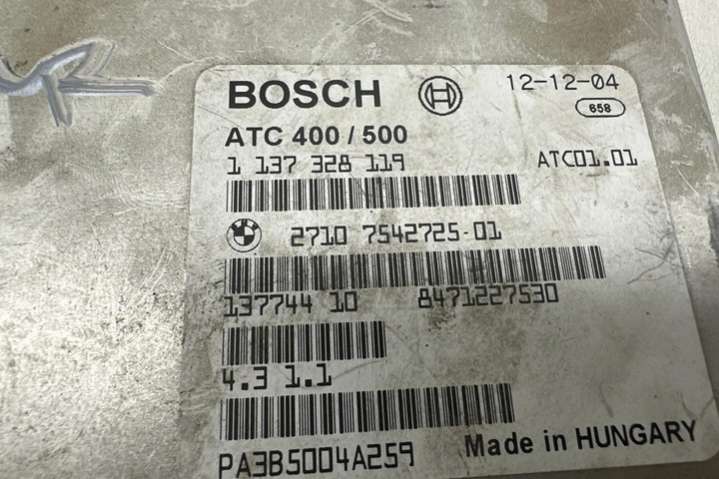 BOSCH
12-12-04
658
ATC 400 / 500
1 137 328 119
ATC01.01
2710 7542725-01
137744 10 8471227530
4.3 1.1
PA3B5004A259
Made in HUNGARY